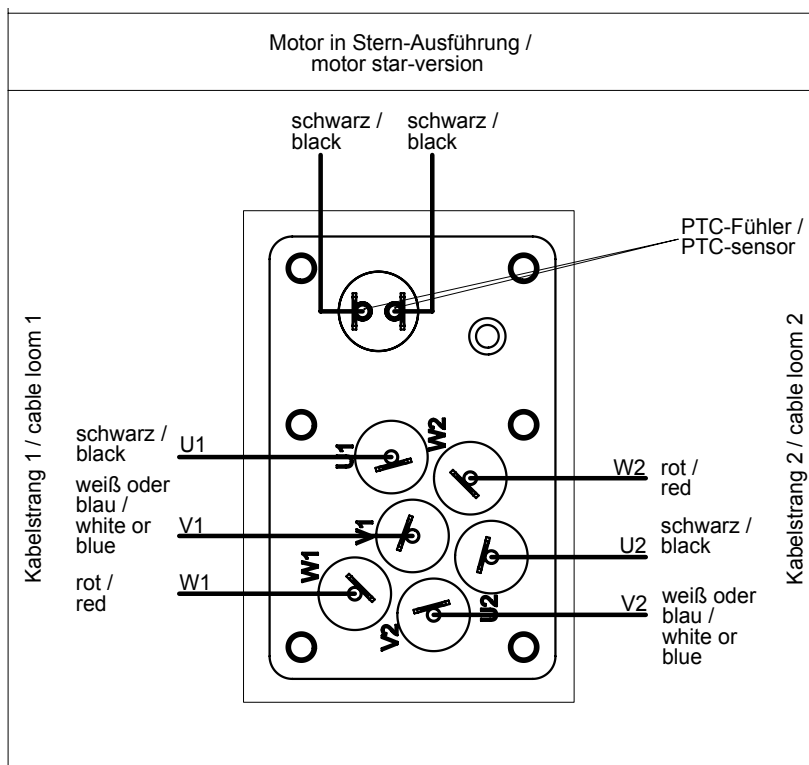 Motor in Stern-Ausführung /
motor star-version
schwarz /
black
schwarz /
black
PTC-Fühler /
PTC-sensor
Kabelstrang 1 / cable loom 1
Kabelstrang 2 / cable loom 2
schwarz /
black
U1
weiß oder
blau /
white or
blue
V1
rot /
red
W1
U1
W2
V1
W1
V2
U2
W2
rot /
red
U2
schwarz /
black
V2
weiß oder
blau /
white or
blue